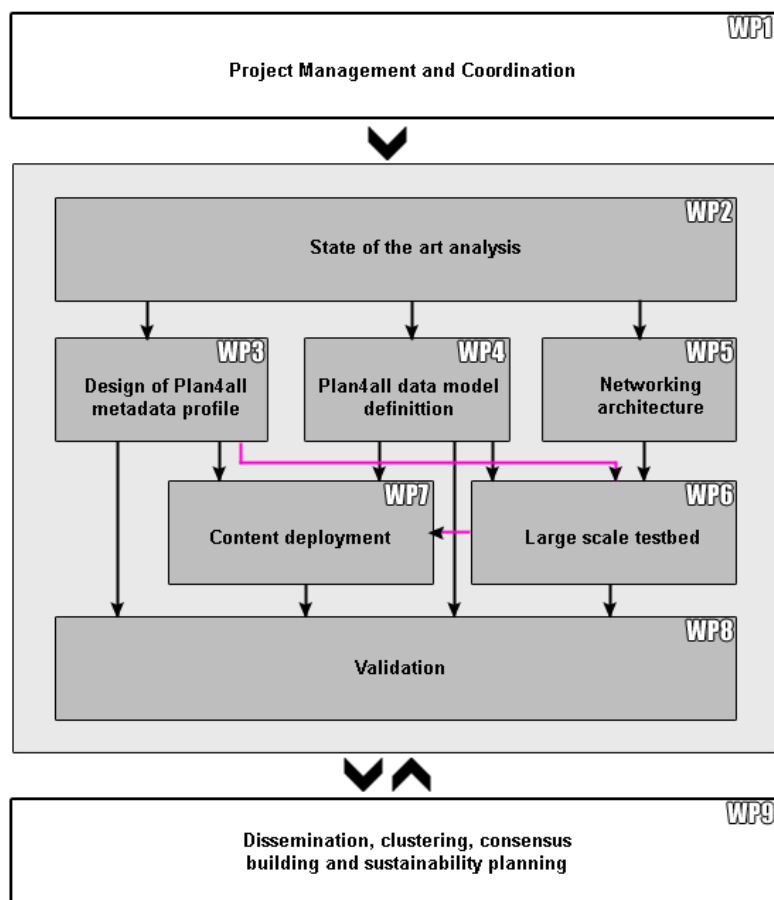 WP1
Project Management and Coordination
WP2
State of the art analysis
WP3
Design of Plan4all
metadata profile
WP4
Plan4all data model
definittion
WP5
Networking
architecture
WP7
Content deployment
WP6
Large scale testbed
WP8
Validation
WP9
Dissemination, clustering, consensus
building and sustainability planning